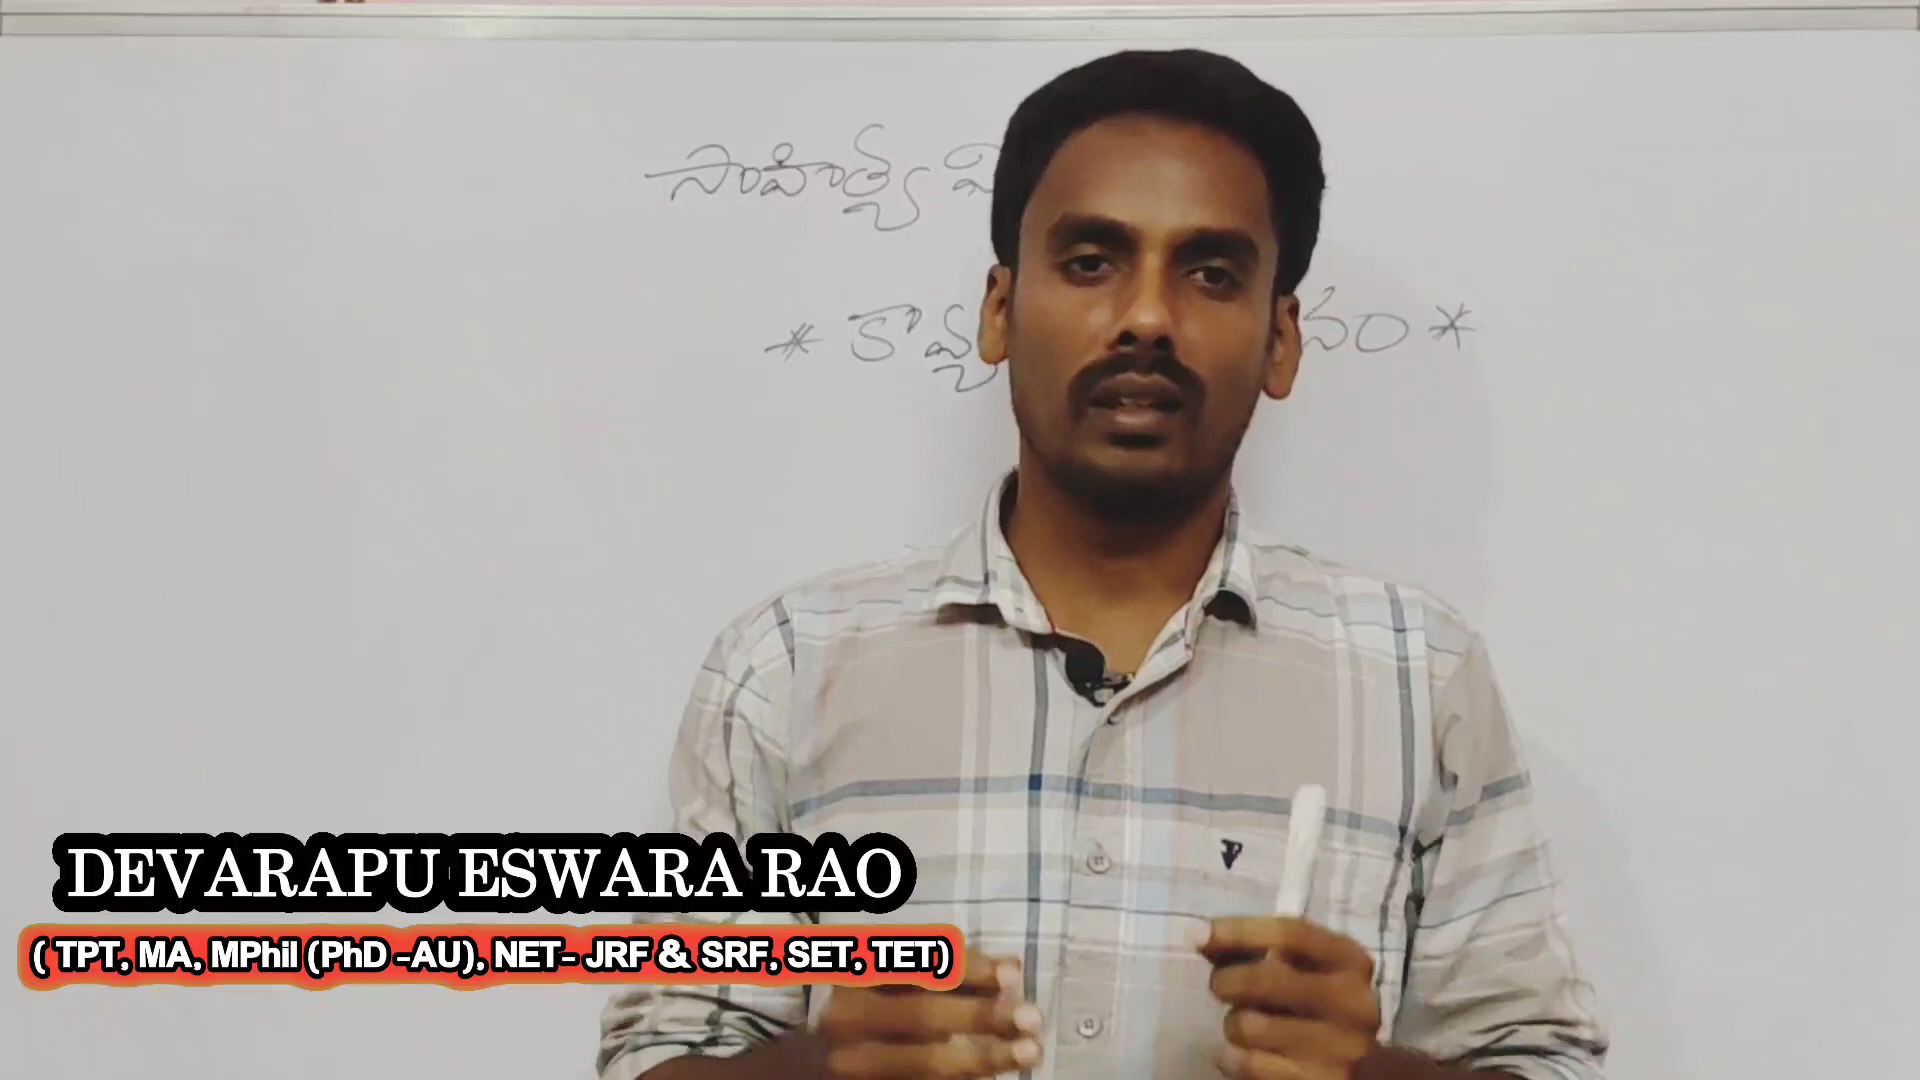 సాహిత్య
* కావ్య నం *
DEVARAPU ESWARA RAO
( TPT, MA, MPhil (PhD -AU), NET- JRF & SRF, SET, TET)